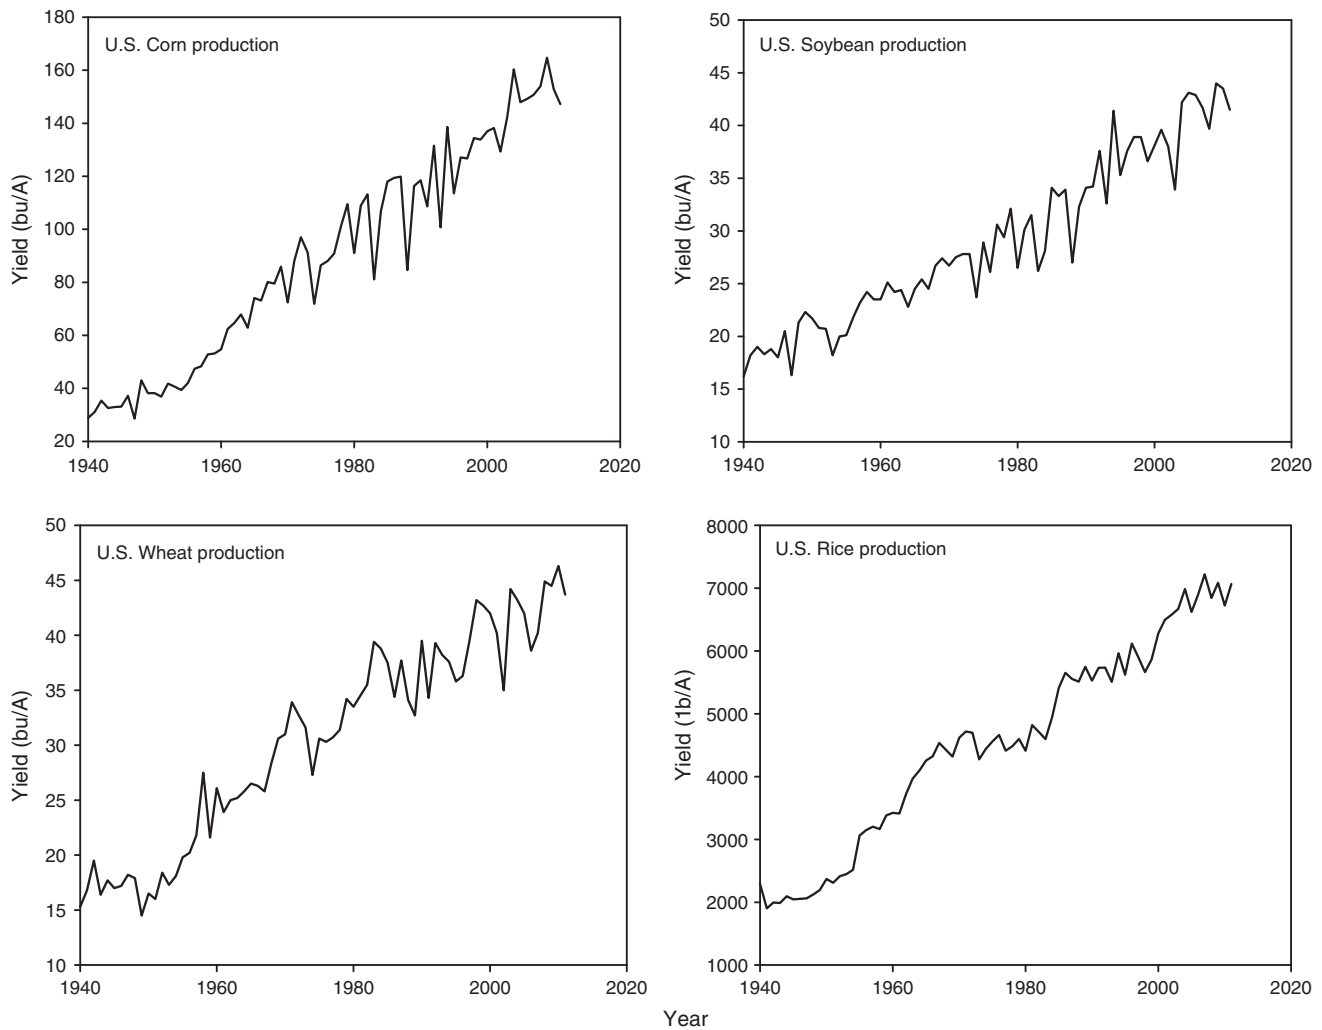 180
160
140
120
100
80
60
40
20
Yield (bu/A)
U.S. Corn production
1940 1960 1980 2000 2020
50
45
40
35
30
25
20
15
10
Yield (bu/A)
U.S. Soybean production
1940 1960 1980 2000 2020
50
45
40
35
30
25
20
15
10
Yield (bu/A)
U.S. Wheat production
1940 1960 1980 2000 2020
8000
7000
6000
5000
4000
3000
2000
1000
Yield (1b/A)
U.S. Rice production
1940 1960 1980 2000 2020
Year